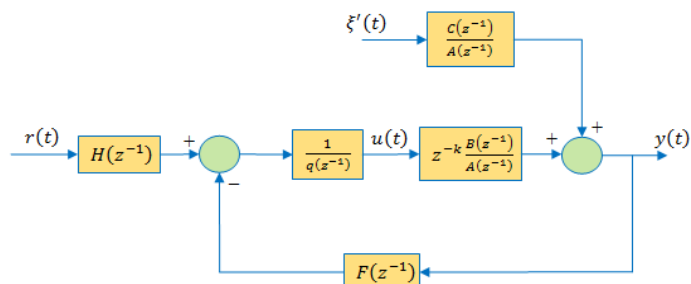 ξ′(t)
C(z⁻¹)
A(z⁻¹)
r(t)
H(z⁻¹)
+
−
1
q(z⁻¹)
u(t)
z⁻ᵏ B(z⁻¹)
A(z⁻¹)
+
+
y(t)
F(z⁻¹)